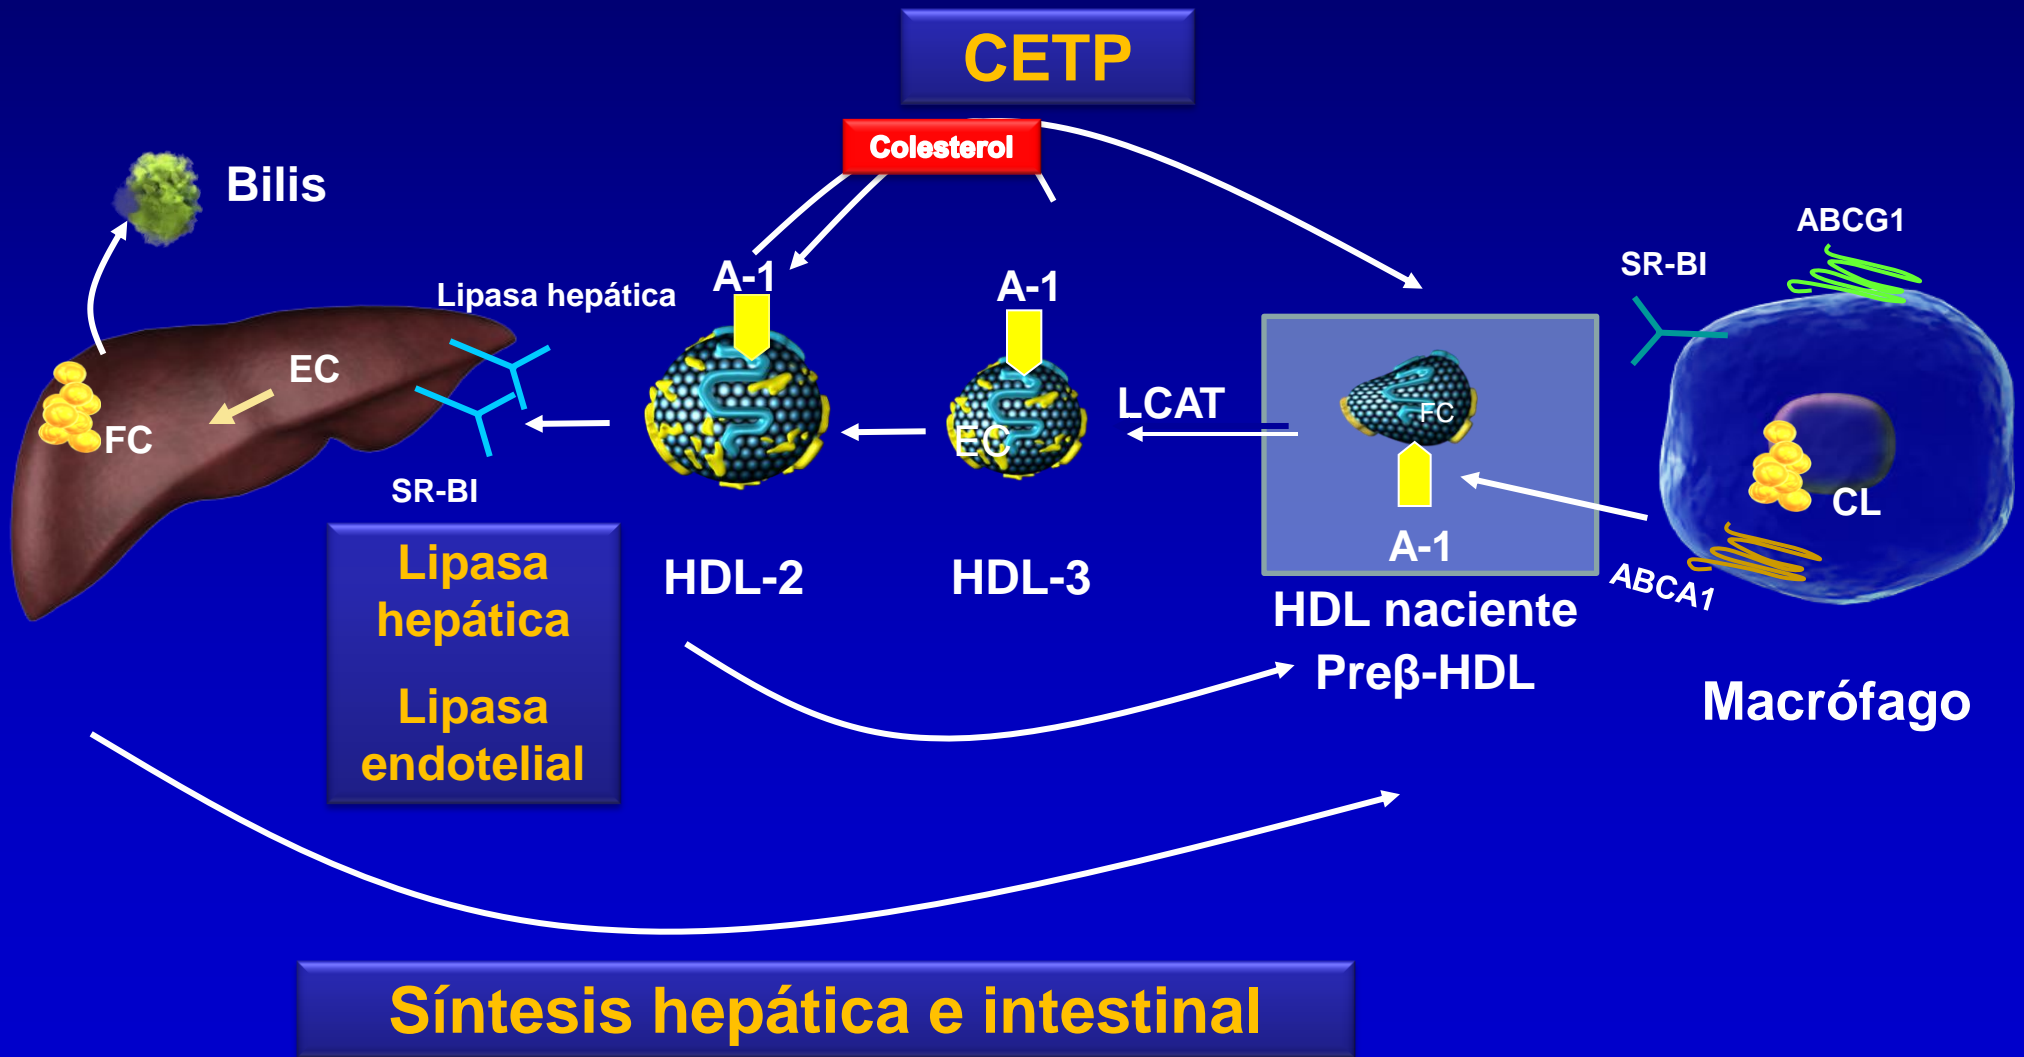 CETP
Colesterol
Bilis
ABCG1
SR-BI
A-1
A-1
Lipasa hepática
EC
FC
LCAT
FC
EC
CL
SR-BI
A-1
ABCA1
Lipasa
hepática
Lipasa
endotelial
HDL-2
HDL-3
HDL naciente
Preβ-HDL
Macrófago
Síntesis hepática e intestinal